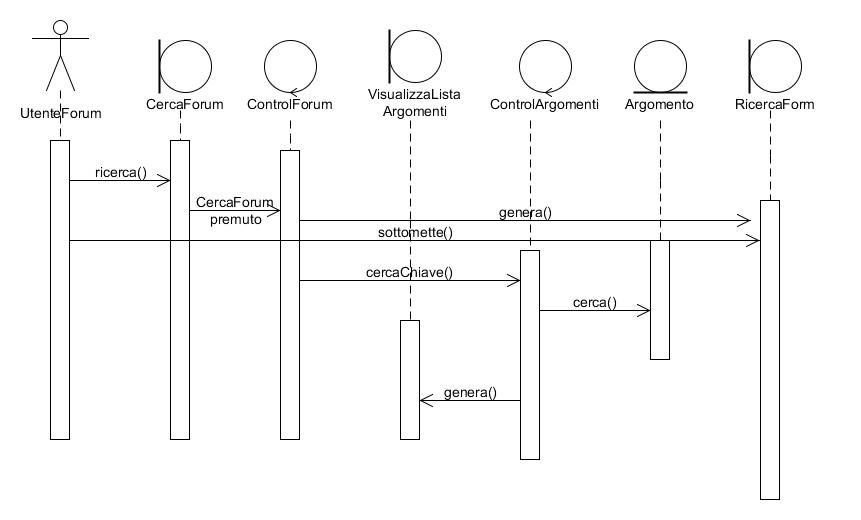 UtenteForum
CercaForum
ControlForum
VisualizzaLista
Argomenti
ControlArgomenti
Argomento
RicercaForm
ricerca()
CercaForum
premuto
genera()
sottomette()
cercaChiave()
cerca()
genera()